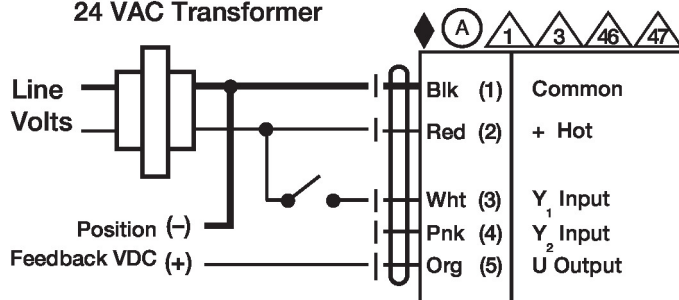 24 VAC Transformer
A 1 3 46 47
Line
Volts
Blk (1) Common
Red (2) + Hot
Wht (3) Y1 Input
Position (–)
Pnk (4) Y2 Input
Feedback VDC (+)
Org (5) U Output